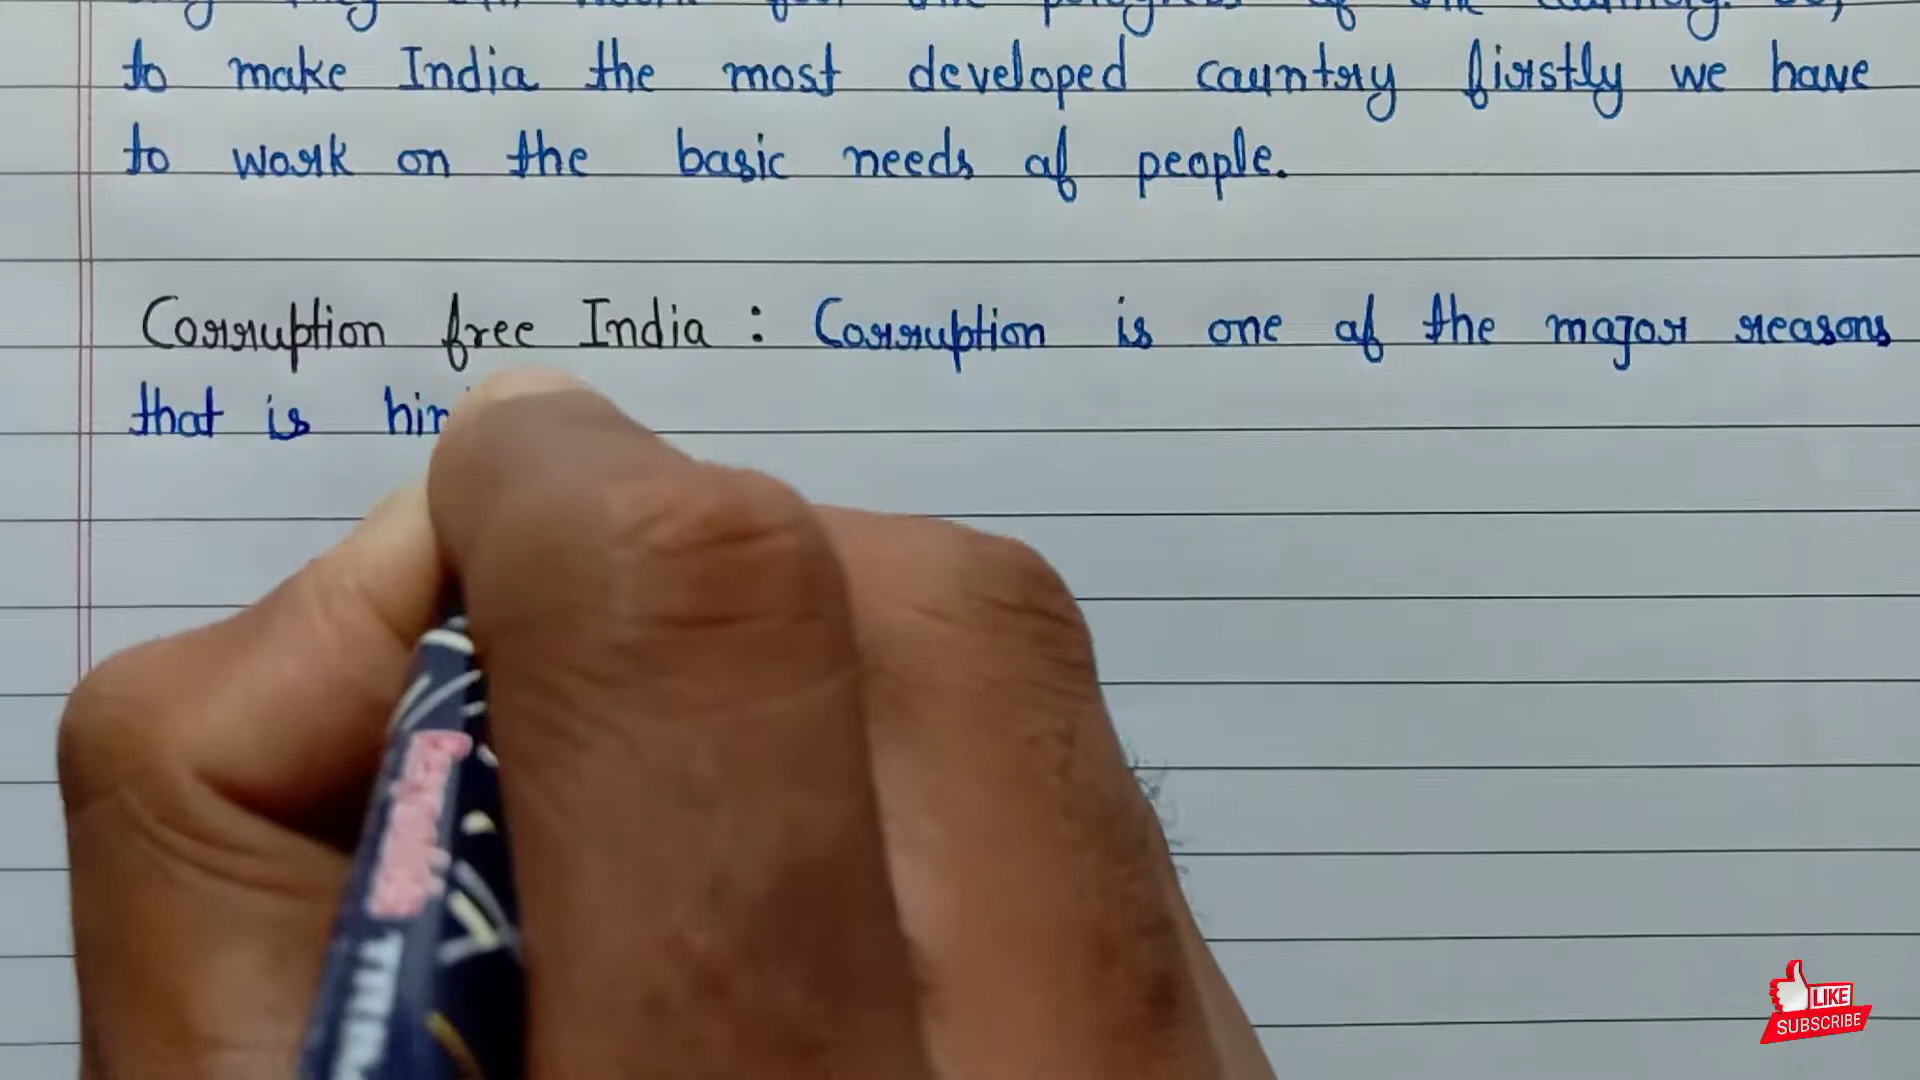 to make India the most developed country firstly we have
to work on the basic needs of people.
Corruption free India : Corruption is one of the major reasons
that is hin
LIKE
SUBSCRIBE